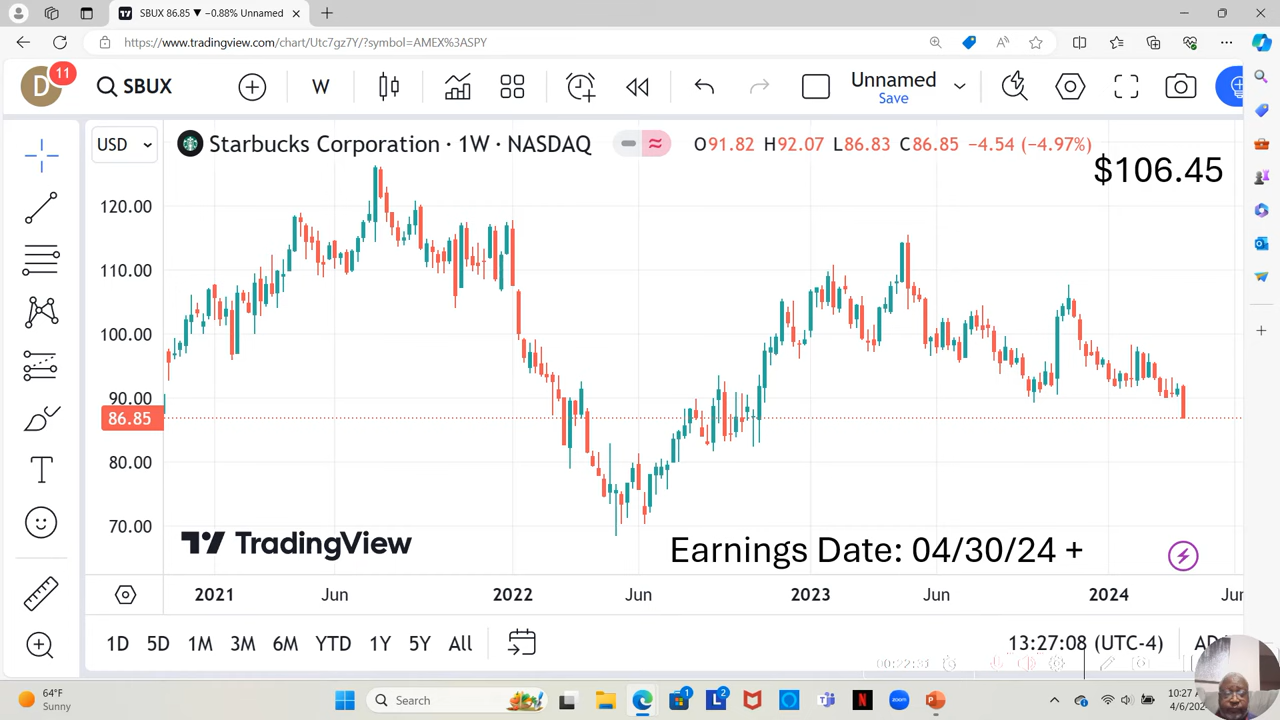 SBUX 86.85 ▼ −0.88% Unnamed
https://www.tradingview.com/chart/Utc7gz7Y/?symbol=AMEX%3ASPY
D 11 SBUX W Unnamed
Save
USD Starbucks Corporation · 1W · NASDAQ O91.82 H92.07 L86.83 C86.85 −4.54 (−4.97%)
$106.45
120.00
110.00
100.00
90.00
86.85
80.00
70.00
TradingView
Earnings Date: 04/30/24 +
2021 Jun 2022 Jun 2023 Jun 2024
1D 5D 1M 3M 6M YTD 1Y 5Y All 13:27:08 (UTC-4)
64°F
Sunny
Search
1
2
10:27